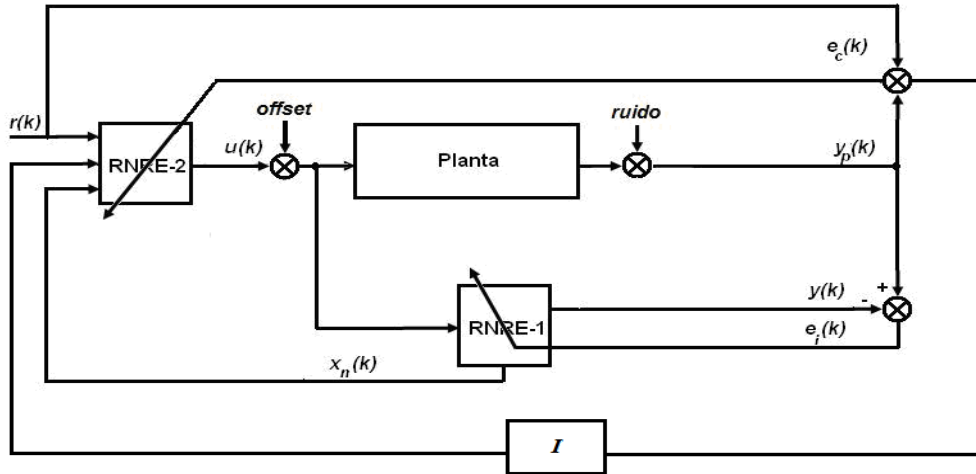 e_c(k)
offset
ruido
r(k)
u(k)
Planta
y_p(k)
RNRE-2
+
y(k)
-
RNRE-1
e_i(k)
x_n(k)
I